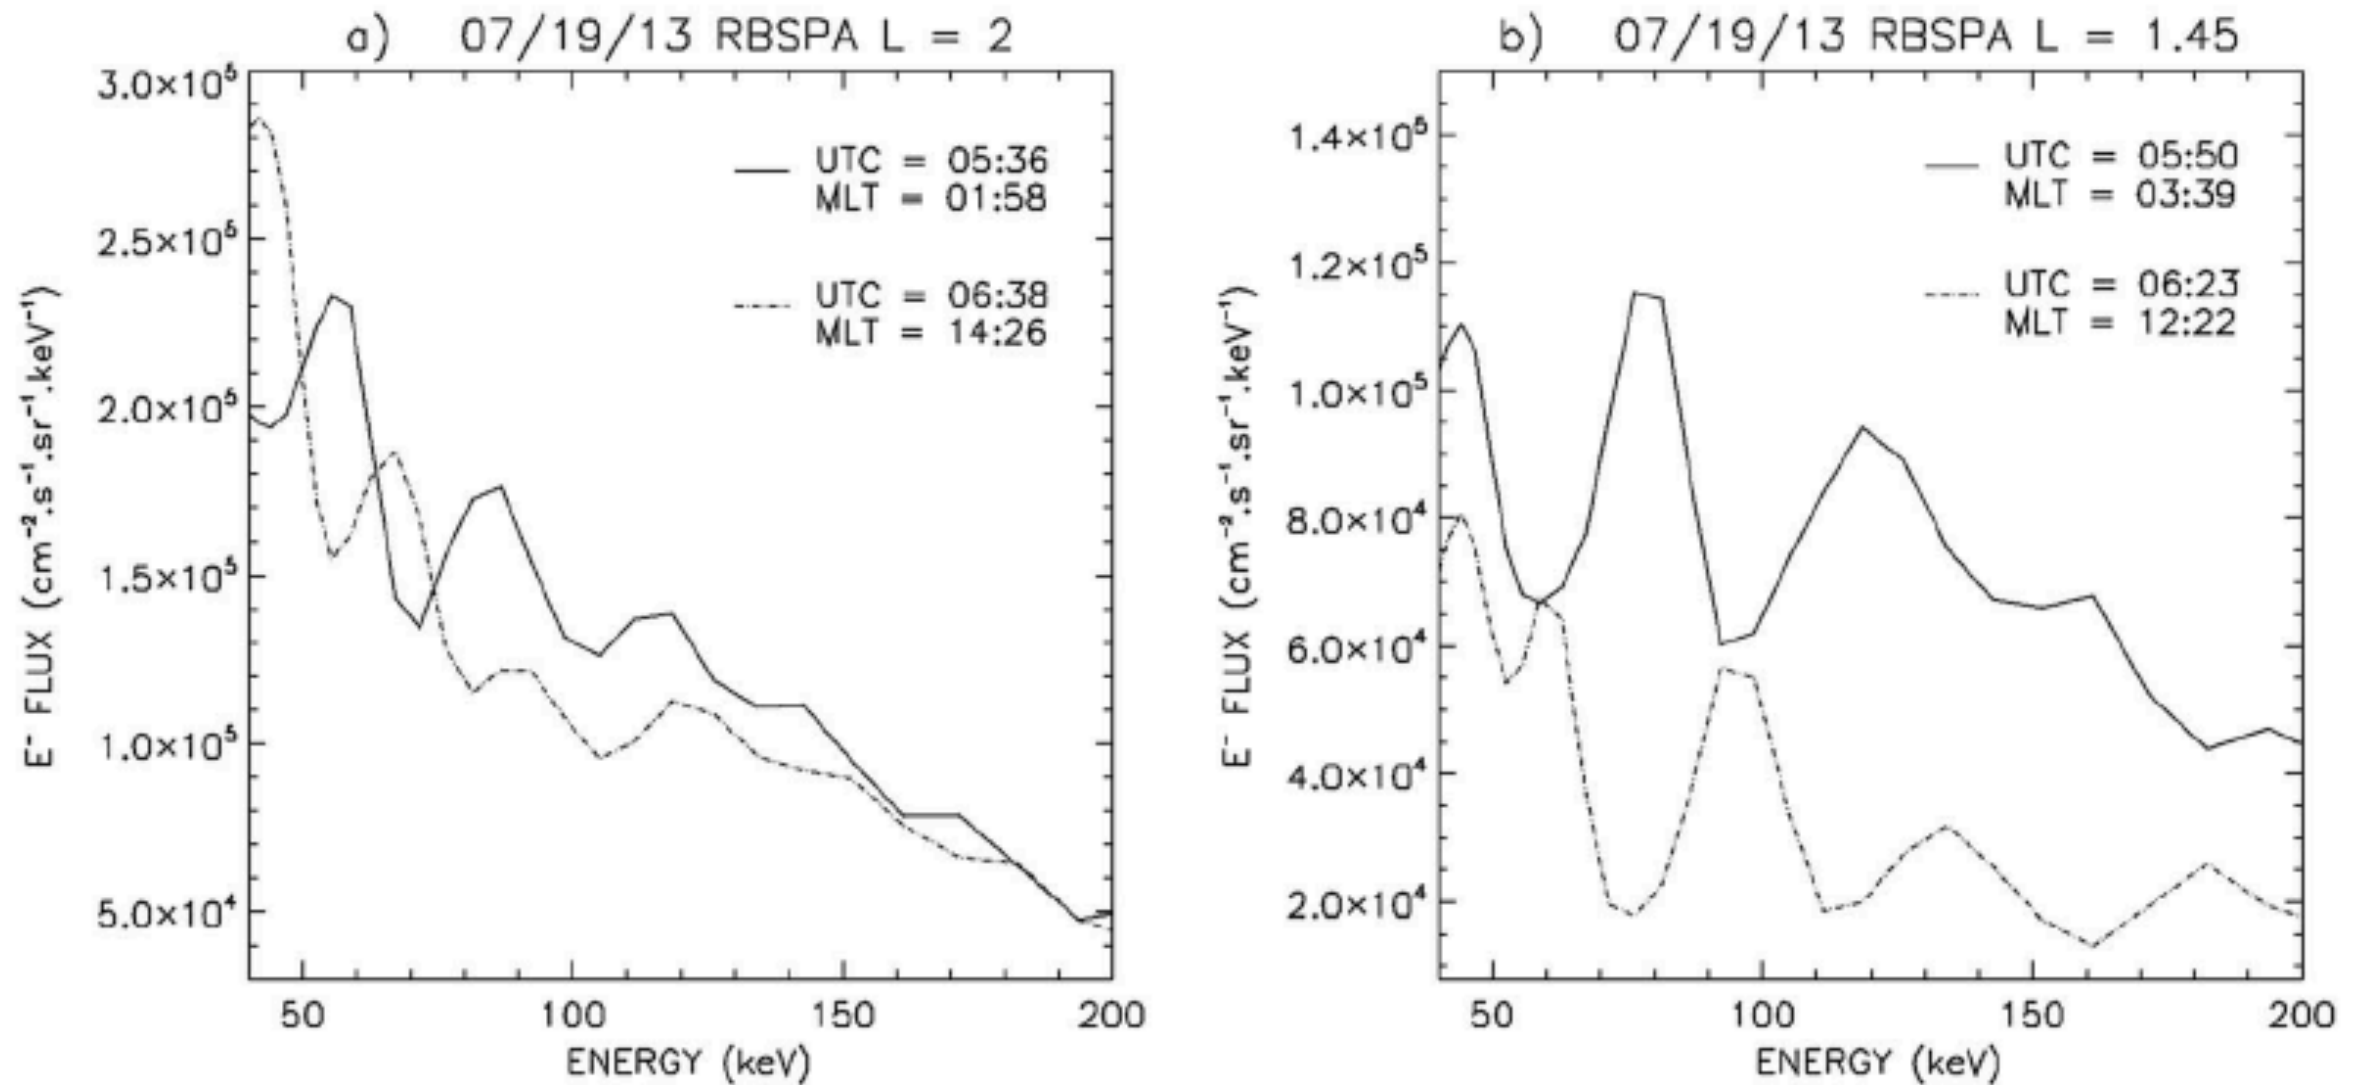 a) 07/19/13 RBSPA L = 2
3.0×10⁵
2.5×10⁵
2.0×10⁵
1.5×10⁵
1.0×10⁵
5.0×10⁴
E⁻ FLUX (cm⁻².s⁻¹.sr⁻¹.keV⁻¹)
UTC = 05:36
MLT = 01:58
UTC = 06:38
MLT = 14:26
50 100 150 200
ENERGY (keV)
b) 07/19/13 RBSPA L = 1.45
1.4×10⁵
1.2×10⁵
1.0×10⁵
8.0×10⁴
6.0×10⁴
4.0×10⁴
2.0×10⁴
E⁻ FLUX (cm⁻².s⁻¹.sr⁻¹.keV⁻¹)
UTC = 05:50
MLT = 03:39
UTC = 06:23
MLT = 12:22
50 100 150 200
ENERGY (keV)